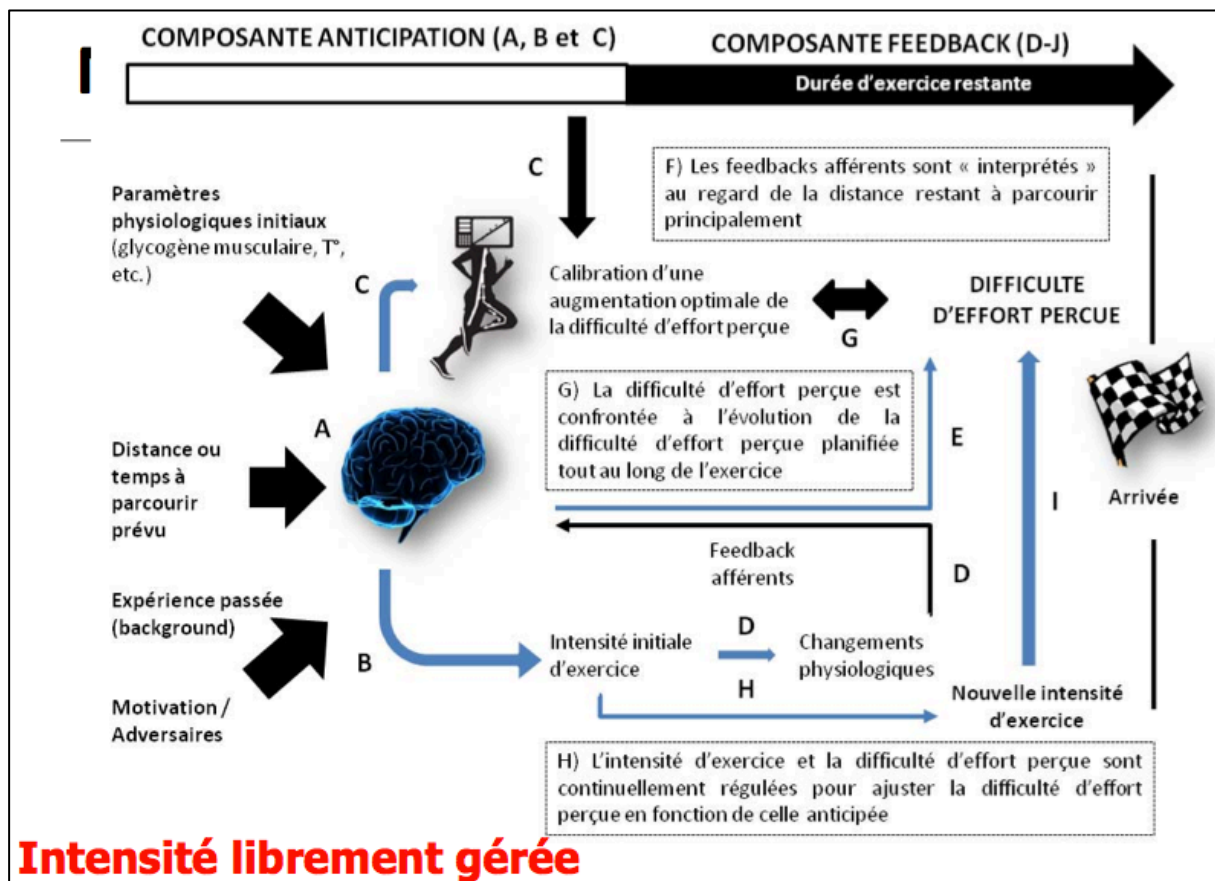 COMPOSANTE ANTICIPATION (A, B et C)
COMPOSANTE FEEDBACK (D-J)
Durée d'exercice restante
C
F) Les feedbacks afférents sont « interprétés »
au regard de la distance restant à parcourir
principalement
Paramètres
physiologiques initiaux
(glycogène musculaire, T°,
etc.)
C
Calibration d'une
augmentation optimale de
la difficulté d'effort perçue
G
DIFFICULTE
D'EFFORT PERCUE
A
G) La difficulté d'effort perçue est
confrontée à l'évolution de la
difficulté d'effort perçue planifiée
tout au long de l'exercice
E
I
Arrivée
Distance ou
temps à
parcourir
prévu
Feedback
afférents
D
Expérience passée
(background)
B
Intensité initiale
d'exercice
D
H
Changements
physiologiques
Nouvelle intensité
d'exercice
Motivation /
Adversaires
H) L'intensité d'exercice et la difficulté d'effort perçue sont
continuellement régulées pour ajuster la difficulté d'effort
perçue en fonction de celle anticipée
Intensité librement gérée